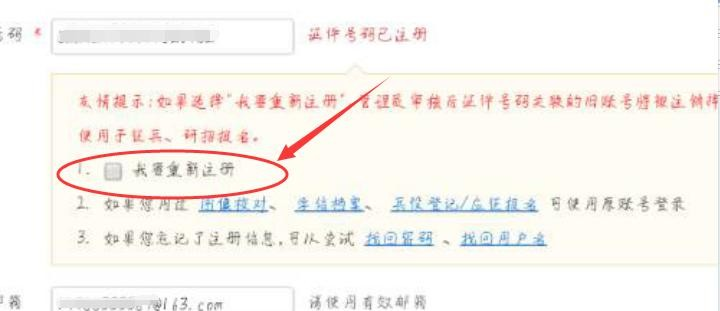 号码 * 证件号码已注册
友情提示:如果选择"我要重新注册" 管理员审核后证件号码关联的旧账号将被注销掉
使用于征兵、研招报名。
1. 我要重新注册
2. 如果您用过 图像校对、 学信档案、 兵役登记/应征报名 可使用原账号登录
3. 如果您忘记了注册信息,可以尝试 找回密码 、找回用户名
邮箱 @163.com 请使用有效邮箱